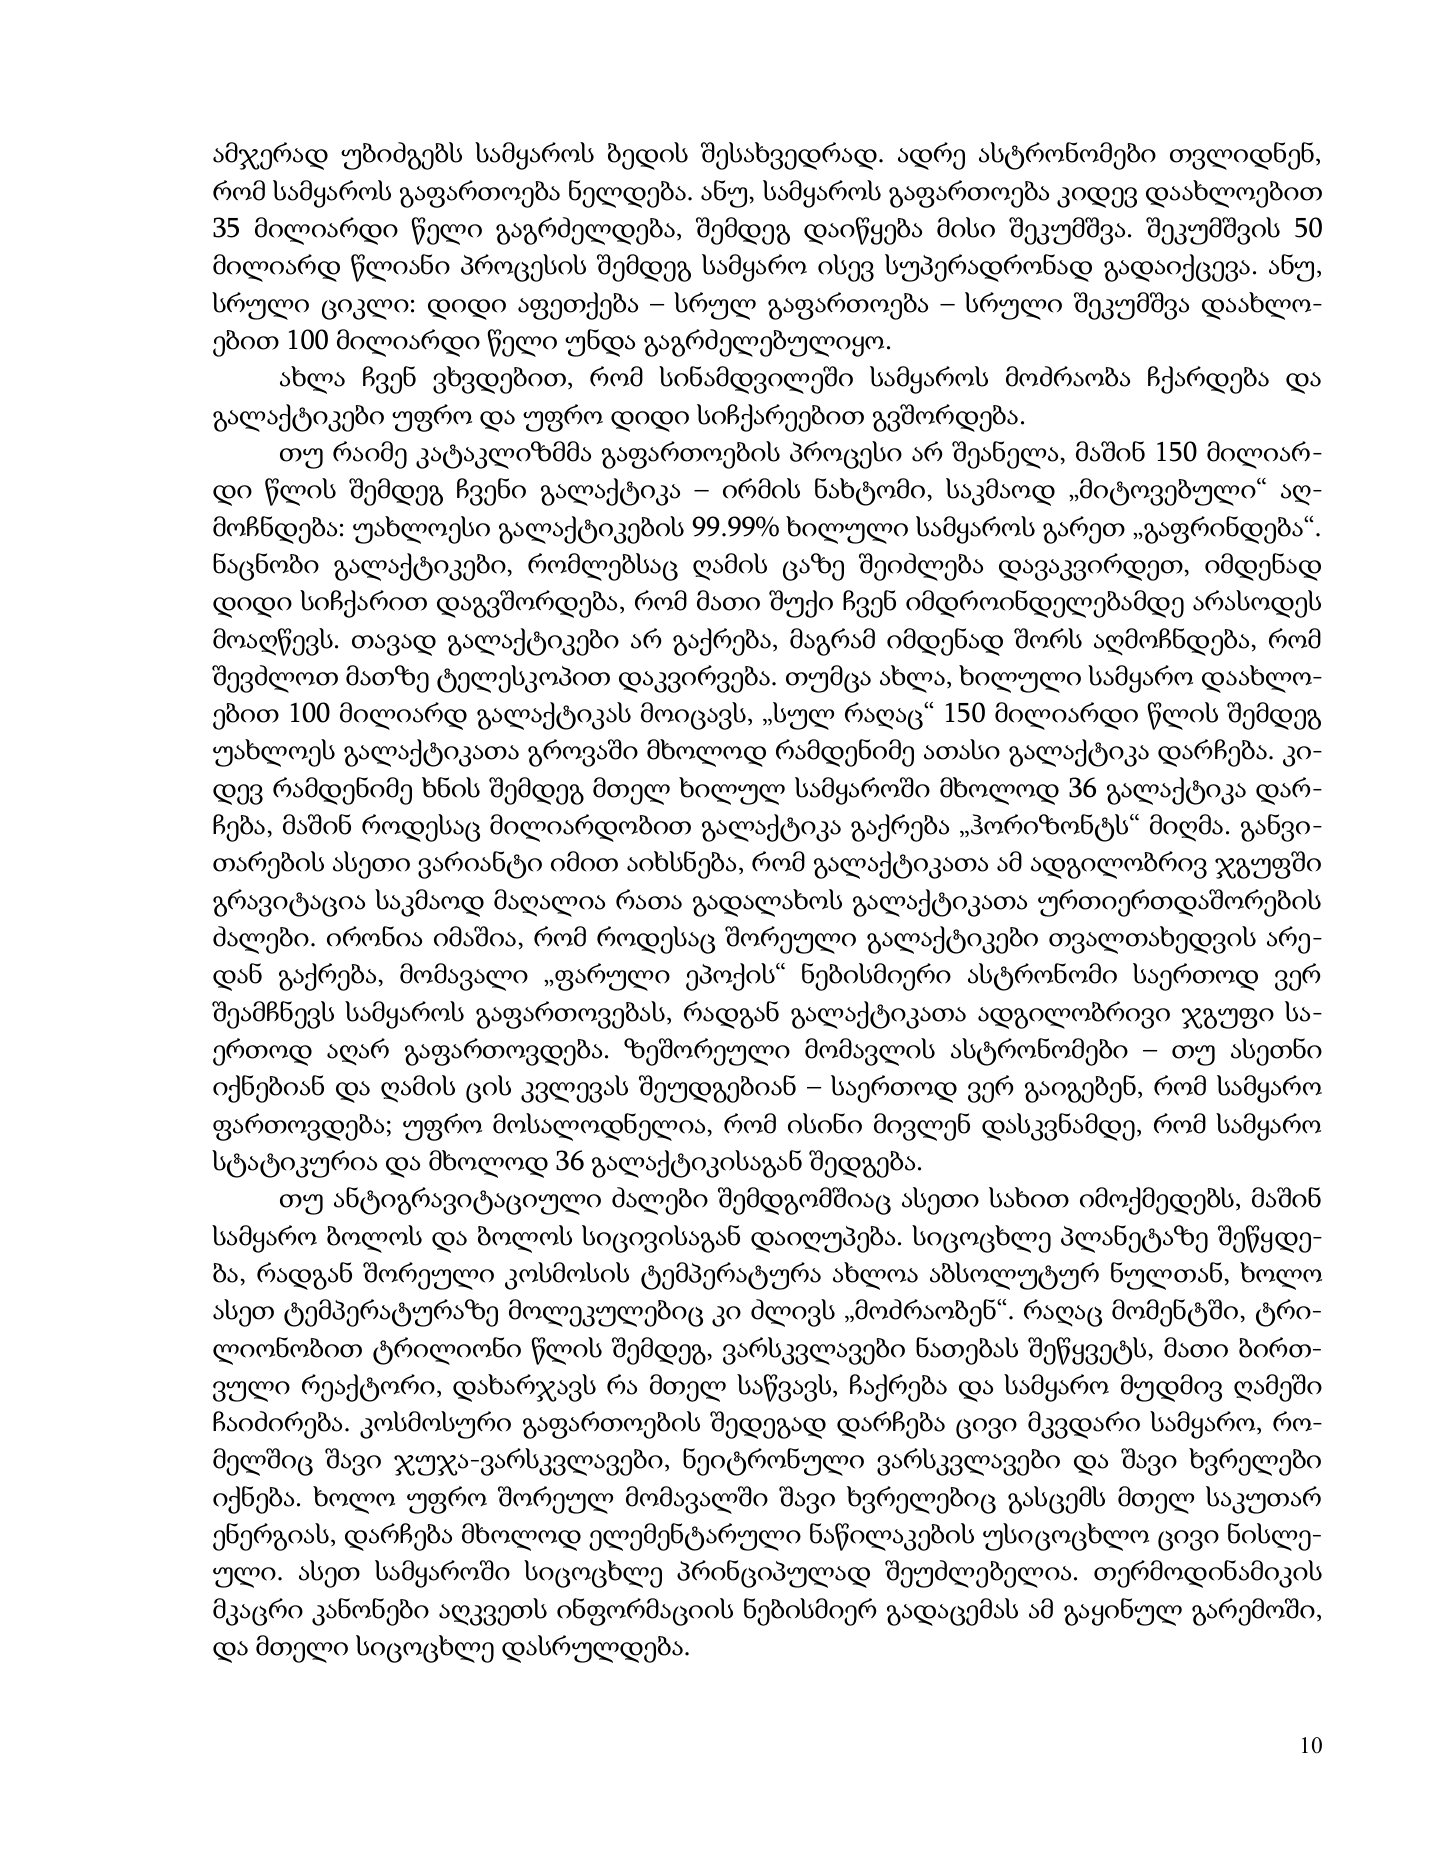 ამჯერად უბიძგებს სამყაროს ბედის შესახვედრად. ადრე ასტრონომები თვლიდნენ,
რომ სამყაროს გაფართოება ნელდება. ანუ, სამყაროს გაფართოება კიდევ დაახლოებით
35 მილიარდი წელი გაგრძელდება, შემდეგ დაიწყება მისი შეკუმშვა. შეკუმშვის 50
მილიარდ წლიანი პროცესის შემდეგ სამყარო ისევ სუპერადრონად გადაიქცევა. ანუ,
სრული ციკლი: დიდი აფეთქება – სრულ გაფართოება – სრული შეკუმშვა დაახლო-
ებით 100 მილიარდი წელი უნდა გაგრძელებულიყო.
ახლა ჩვენ ვხვდებით, რომ სინამდვილეში სამყაროს მოძრაობა ჩქარდება და
გალაქტიკები უფრო და უფრო დიდი სიჩქარეებით გვშორდება.
თუ რაიმე კატაკლიზმმა გაფართოების პროცესი არ შეანელა, მაშინ 150 მილიარ-
დი წლის შემდეგ ჩვენი გალაქტიკა – ირმის ნახტომი, საკმაოდ „მიტოვებული“ აღ-
მოჩნდება: უახლოესი გალაქტიკების 99.99% ხილული სამყაროს გარეთ „გაფრინდება“.
ნაცნობი გალაქტიკები, რომლებსაც ღამის ცაზე შეიძლება დავაკვირდეთ, იმდენად
დიდი სიჩქარით დაგვშორდება, რომ მათი შუქი ჩვენ იმდროინდელებამდე არასოდეს
მოაღწევს. თავად გალაქტიკები არ გაქრება, მაგრამ იმდენად შორს აღმოჩნდება, რომ
შევძლოთ მათზე ტელესკოპით დაკვირვება. თუმცა ახლა, ხილული სამყარო დაახლო-
ებით 100 მილიარდ გალაქტიკას მოიცავს, „სულ რაღაც“ 150 მილიარდი წლის შემდეგ
უახლოეს გალაქტიკათა გროვაში მხოლოდ რამდენიმე ათასი გალაქტიკა დარჩება. კი-
დევ რამდენიმე ხნის შემდეგ მთელ ხილულ სამყაროში მხოლოდ 36 გალაქტიკა დარ-
ჩება, მაშინ როდესაც მილიარდობით გალაქტიკა გაქრება „ჰორიზონტს“ მიღმა. განვი-
თარების ასეთი ვარიანტი იმით აიხსნება, რომ გალაქტიკათა ამ ადგილობრივ ჯგუფში
გრავიტაცია საკმაოდ მაღალია რათა გადალახოს გალაქტიკათა ურთიერთდაშორების
ძალები. ირონია იმაშია, რომ როდესაც შორეული გალაქტიკები თვალთახედვის არე-
დან გაქრება, მომავალი „ფარული ეპოქის“ ნებისმიერი ასტრონომი საერთოდ ვერ
შეამჩნევს სამყაროს გაფართოვებას, რადგან გალაქტიკათა ადგილობრივი ჯგუფი სა-
ერთოდ აღარ გაფართოვდება. ზეშორეული მომავლის ასტრონომები – თუ ასეთნი
იქნებიან და ღამის ცის კვლევას შეუდგებიან – საერთოდ ვერ გაიგებენ, რომ სამყარო
ფართოვდება; უფრო მოსალოდნელია, რომ ისინი მივლენ დასკვნამდე, რომ სამყარო
სტატიკურია და მხოლოდ 36 გალაქტიკისაგან შედგება.
თუ ანტიგრავიტაციული ძალები შემდგომშიაც ასეთი სახით იმოქმედებს, მაშინ
სამყარო ბოლოს და ბოლოს სიცივისაგან დაიღუპება. სიცოცხლე პლანეტაზე შეწყდე-
ბა, რადგან შორეული კოსმოსის ტემპერატურა ახლოა აბსოლუტურ ნულთან, ხოლო
ასეთ ტემპერატურაზე მოლეკულებიც კი ძლივს „მოძრაობენ“. რაღაც მომენტში, ტრი-
ლიონობით ტრილიონი წლის შემდეგ, ვარსკვლავები ნათებას შეწყვეტს, მათი ბირთ-
ვული რეაქტორი, დახარჯავს რა მთელ საწვავს, ჩაქრება და სამყარო მუდმივ ღამეში
ჩაიძირება. კოსმოსური გაფართოების შედეგად დარჩება ცივი მკვდარი სამყარო, რო-
მელშიც შავი ჯუჯა-ვარსკვლავები, ნეიტრონული ვარსკვლავები და შავი ხვრელები
იქნება. ხოლო უფრო შორეულ მომავალში შავი ხვრელებიც გასცემს მთელ საკუთარ
ენერგიას, დარჩება მხოლოდ ელემენტარული ნაწილაკების უსიცოცხლო ცივი ნისლე-
ული. ასეთ სამყაროში სიცოცხლე პრინციპულად შეუძლებელია. თერმოდინამიკის
მკაცრი კანონები აღკვეთს ინფორმაციის ნებისმიერ გადაცემას ამ გაყინულ გარემოში,
და მთელი სიცოცხლე დასრულდება.
10